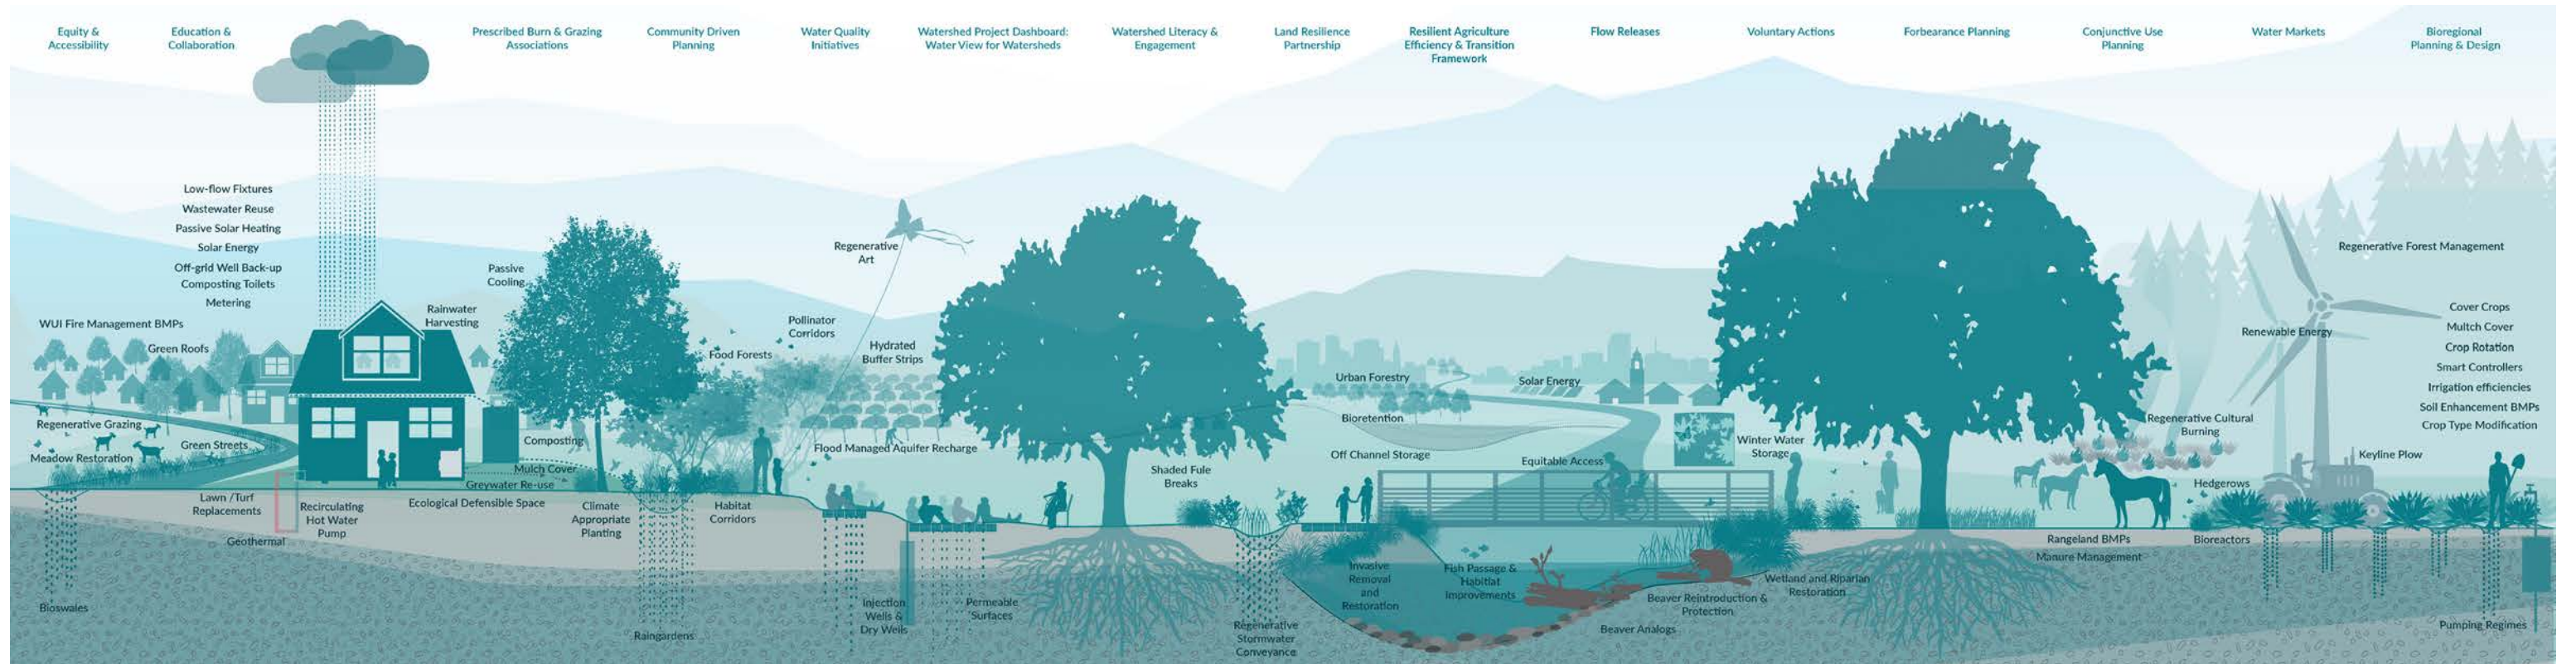 Equity &
Accessibility
Education &
Collaboration
Prescribed Burn & Grazing
Associations
Community Driven
Planning
Water Quality
Initiatives
Watershed Project Dashboard:
Water View for Watersheds
Watershed Literacy &
Engagement
Land Resilience
Partnership
Resilient Agriculture
Efficiency & Transition
Framework
Flow Releases
Voluntary Actions
Forbearance Planning
Conjunctive Use
Planning
Water Markets
Bioregional
Planning & Design
Low-flow Fixtures
Wastewater Reuse
Passive Solar Heating
Solar Energy
Off-grid Well Back-up
Composting Toilets
Metering
WUI Fire Management BMPs
Green Roofs
Regenerative Grazing
Green Streets
Meadow Restoration
Lawn /Turf
Replacements
Geothermal
Bioswales
Recirculating
Hot Water
Pump
Rainwater
Harvesting
Passive
Cooling
Composting
Mulch Cover
Greywater Re-use
Ecological Defensible Space
Climate
Appropriate
Planting
Raingardens
Food Forests
Habitat
Corridors
Pollinator
Corridors
Regenerative
Art
Hydrated
Buffer Strips
Flood Managed Aquifer Recharge
Injection
Wells &
Dry Wells
Permeable
Surfaces
Shaded Fule
Breaks
Regenerative
Stormwater
Conveyance
Urban Forestry
Bioretention
Off Channel Storage
Solar Energy
Equitable Access
Invasive
Removal
and
Restoration
Fish Passage &
Habitiat
Improvements
Beaver Analogs
Beaver Reintroduction &
Protection
Winter Water
Storage
Wetland and Riparian
Restoration
Regenerative Cultural
Burning
Rangeland BMPs
Manure Management
Hedgerows
Bioreactors
Renewable Energy
Keyline Plow
Regenerative Forest Management
Cover Crops
Multch Cover
Crop Rotation
Smart Controllers
Irrigation efficiencies
Soil Enhancement BMPs
Crop Type Modification
Pumping Regimes